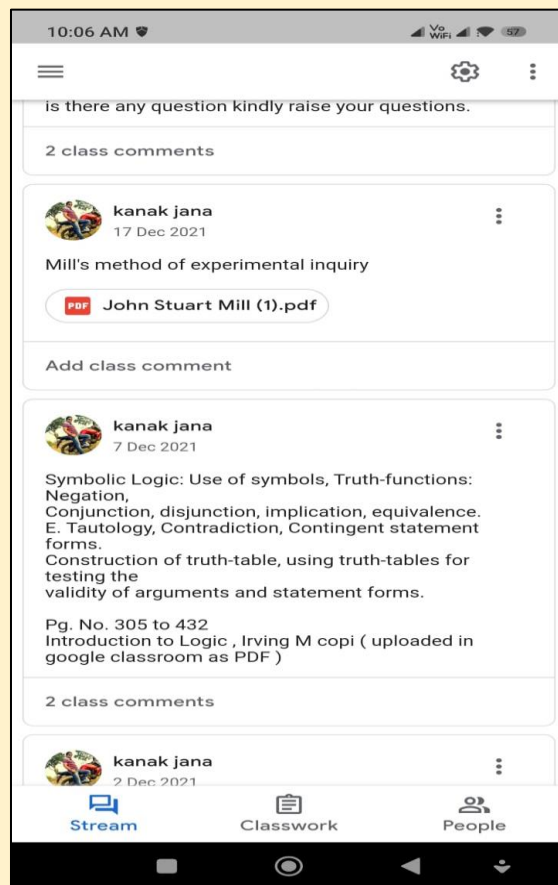 10:06 AM
Vo
WiFi
57
is there any question kindly raise your questions.
2 class comments
kanak jana
17 Dec 2021
Mill's method of experimental inquiry
PDF John Stuart Mill (1).pdf
Add class comment
kanak jana
7 Dec 2021
Symbolic Logic: Use of symbols, Truth-functions:
Negation,
Conjunction, disjunction, implication, equivalence.
E. Tautology, Contradiction, Contingent statement
forms.
Construction of truth-table, using truth-tables for
testing the
validity of arguments and statement forms.
Pg. No. 305 to 432
Introduction to Logic , Irving M copi ( uploaded in
google classroom as PDF )
2 class comments
kanak jana
2 Dec 2021
Stream Classwork People